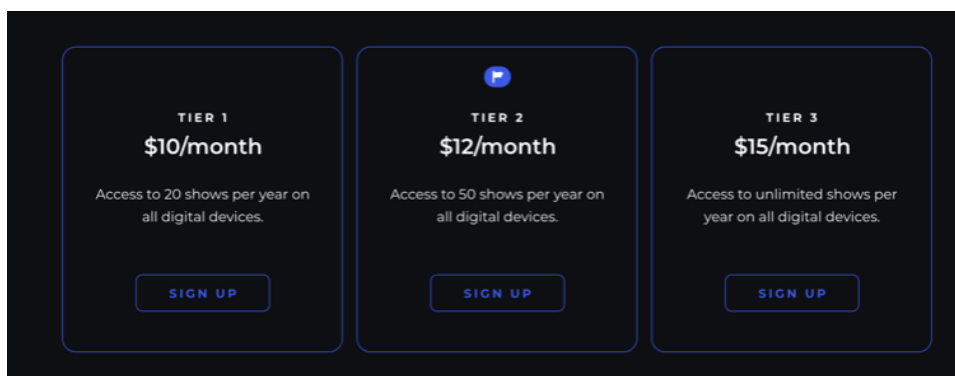 TIER 1
$10/month
Access to 20 shows per year on
all digital devices.
SIGN UP
TIER 2
$12/month
Access to 50 shows per year on
all digital devices.
SIGN UP
TIER 3
$15/month
Access to unlimited shows per
year on all digital devices.
SIGN UP